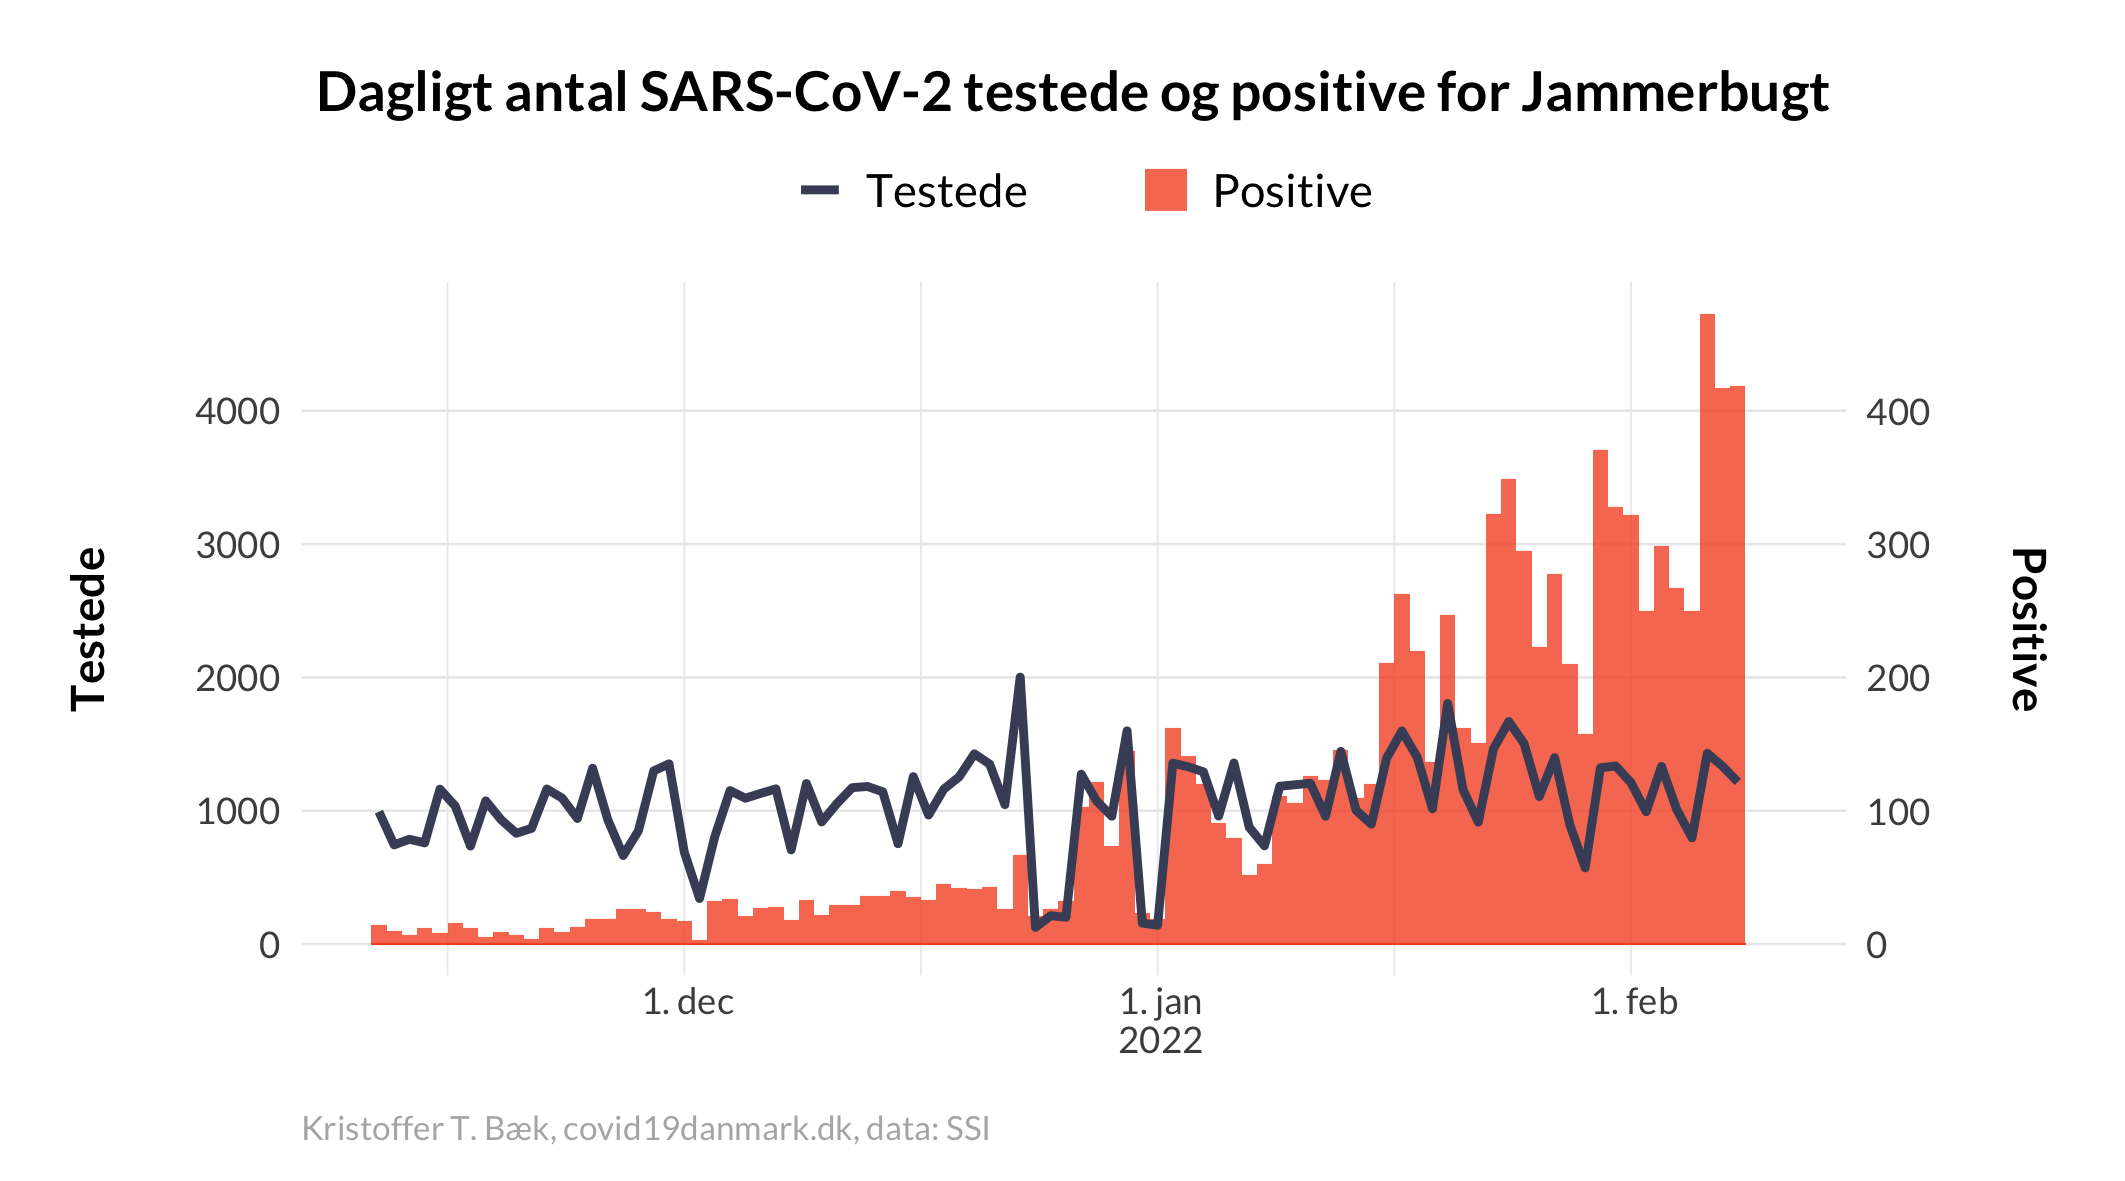 Dagligt antal SARS-CoV-2 testede og positive for Jammerbugt
Testede
Positive
Testede
4000
3000
2000
1000
0
400
300
200
100
0
Positive
1. dec
1. jan
2022
1. feb
Kristoffer T. Bæk, covid19danmark.dk, data: SSI